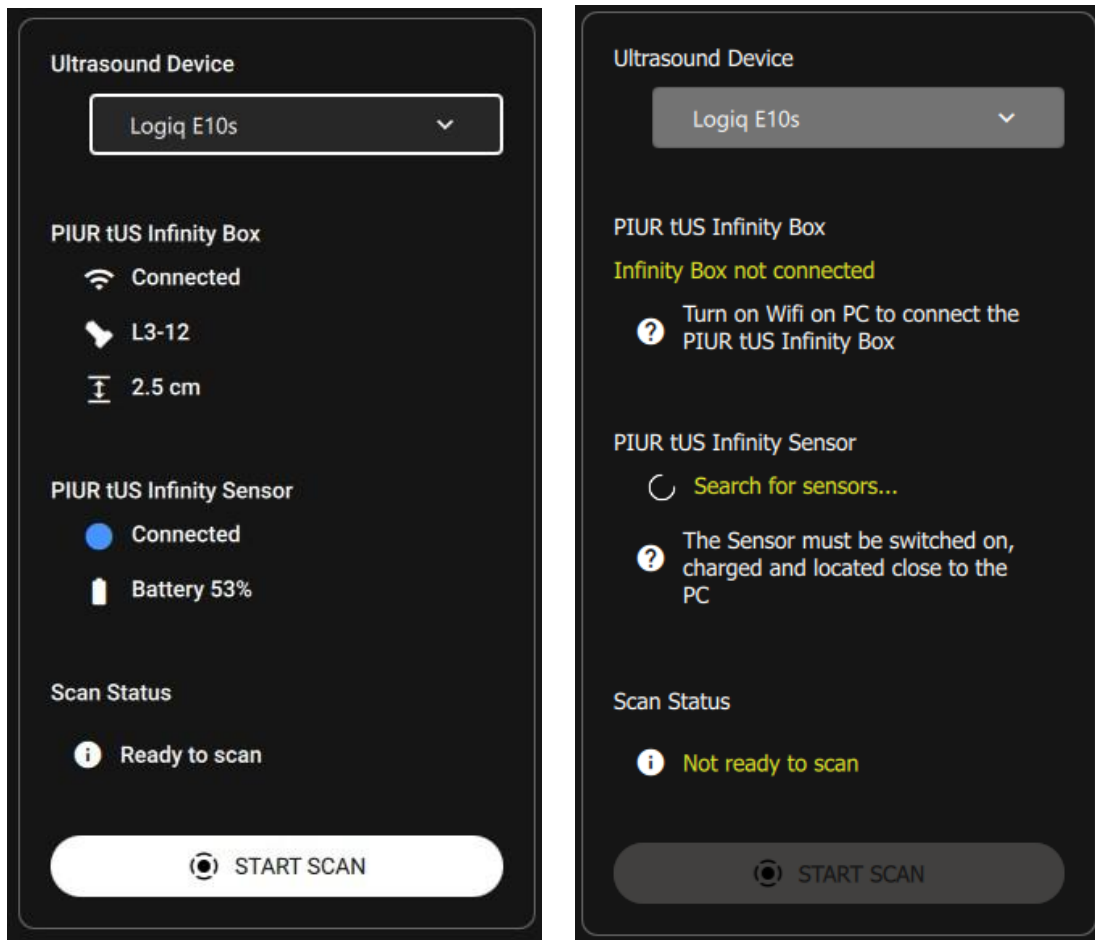 Ultrasound Device
Logiq E10s
PIUR tUS Infinity Box
Connected
L3-12
2.5 cm
PIUR tUS Infinity Sensor
Connected
Battery 53%
Scan Status
Ready to scan
START SCAN
Ultrasound Device
Logiq E10s
PIUR tUS Infinity Box
Infinity Box not connected
Turn on Wifi on PC to connect the
PIUR tUS Infinity Box
PIUR tUS Infinity Sensor
Search for sensors...
The Sensor must be switched on,
charged and located close to the
PC
Scan Status
Not ready to scan
START SCAN